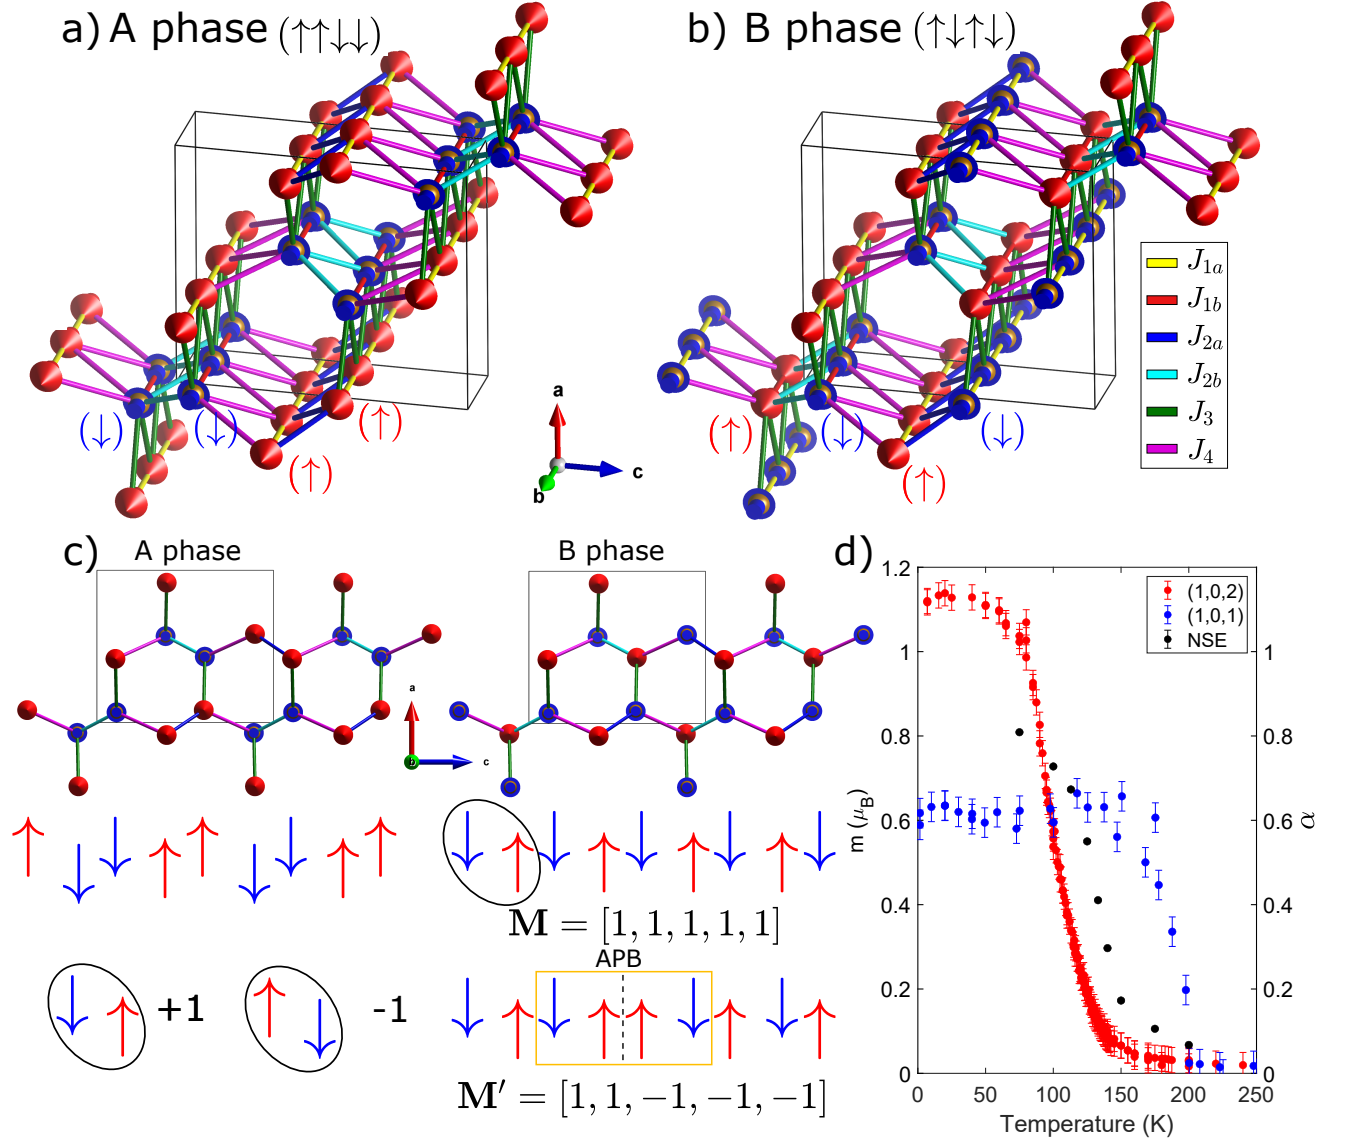 a) A phase (↑↑↓↓)
b) B phase (↑↓↑↓)
J1a
J1b
J2a
J2b
J3
J4
(↓) (↓) (↑)
(↑)
(↑) (↓) (↓)
(↑)
a
c
b
c)
A phase
B phase
a
b
c
M = [1, 1, 1, 1, 1]
APB
+1
-1
M′ = [1, 1, −1, −1, −1]
d)
(1,0,2)
(1,0,1)
NSE
m (μB)
1.2
1
0.8
0.6
0.4
0.2
0
1
0.8
0.6
0.4
0.2
0
α
0 50 100 150 200 250
Temperature (K)